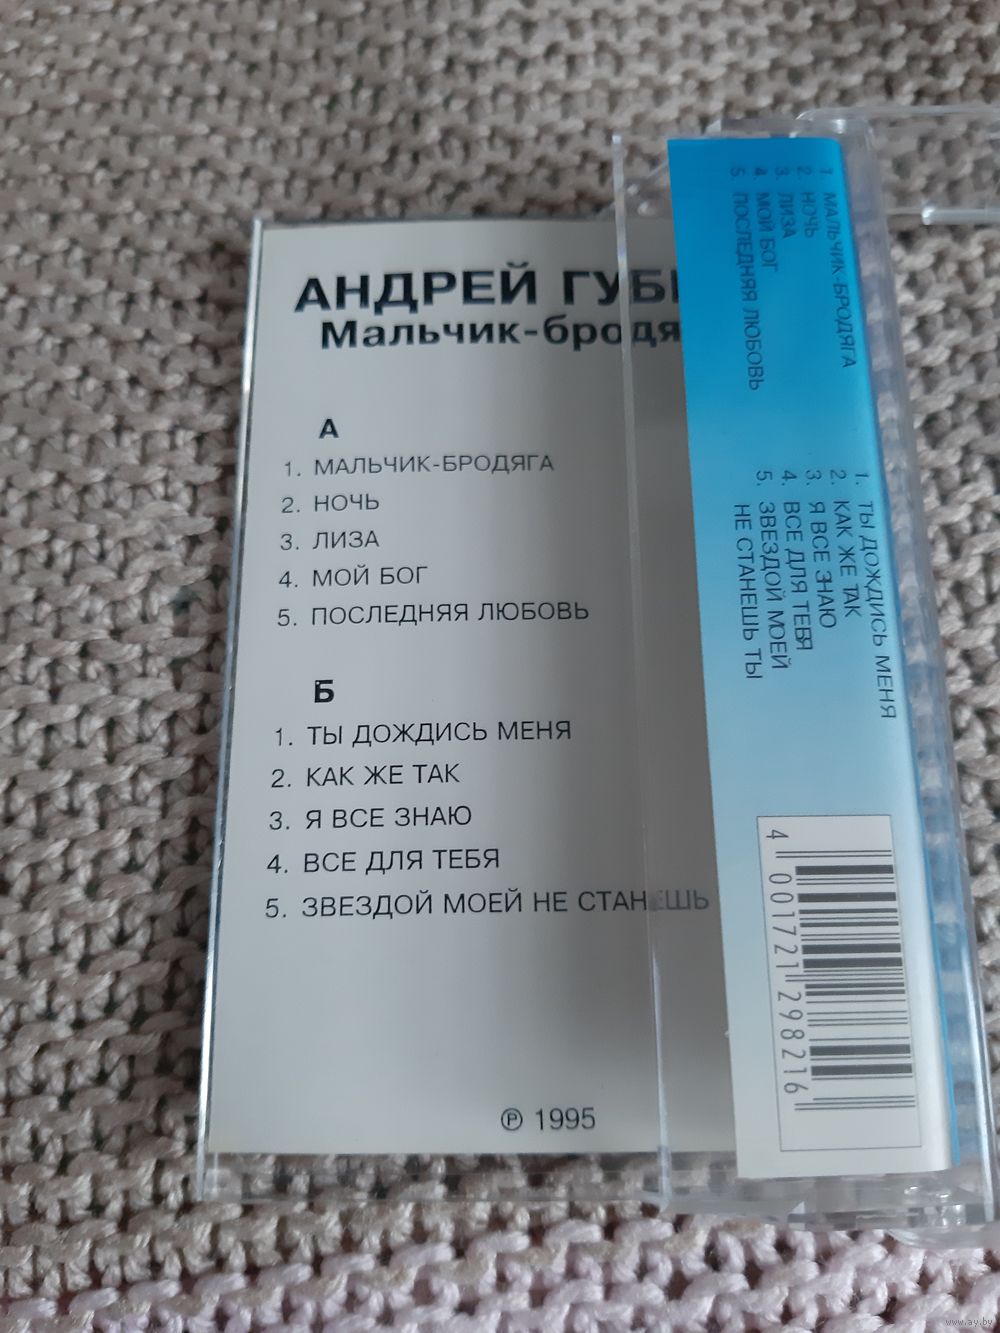 АНДРЕЙ ГУБ
Мальчик-бродя
А
1. МАЛЬЧИК-БРОДЯГА
2. НОЧЬ
3. ЛИЗА
4. МОЙ БОГ
5. ПОСЛЕДНЯЯ ЛЮБОВЬ
Б
1. ТЫ ДОЖДИСЬ МЕНЯ
2. КАК ЖЕ ТАК
3. Я ВСЕ ЗНАЮ
4. ВСЕ ДЛЯ ТЕБЯ
5. ЗВЕЗДОЙ МОЕЙ НЕ СТАНЕШЬ
℗ 1995
1. МАЛЬЧИК-БРОДЯГА
2. НОЧЬ
3. ЛИЗА
4. МОЙ БОГ
5. ПОСЛЕДНЯЯ ЛЮБОВЬ
1. ТЫ ДОЖДИСЬ МЕНЯ
2. КАК ЖЕ ТАК
3. Я ВСЕ ЗНАЮ
4. ВСЕ ДЛЯ ТЕБЯ
5. ЗВЕЗДОЙ МОЕЙ
НЕ СТАНЕШЬ ТЫ
4 001721 298216
www.ay.by